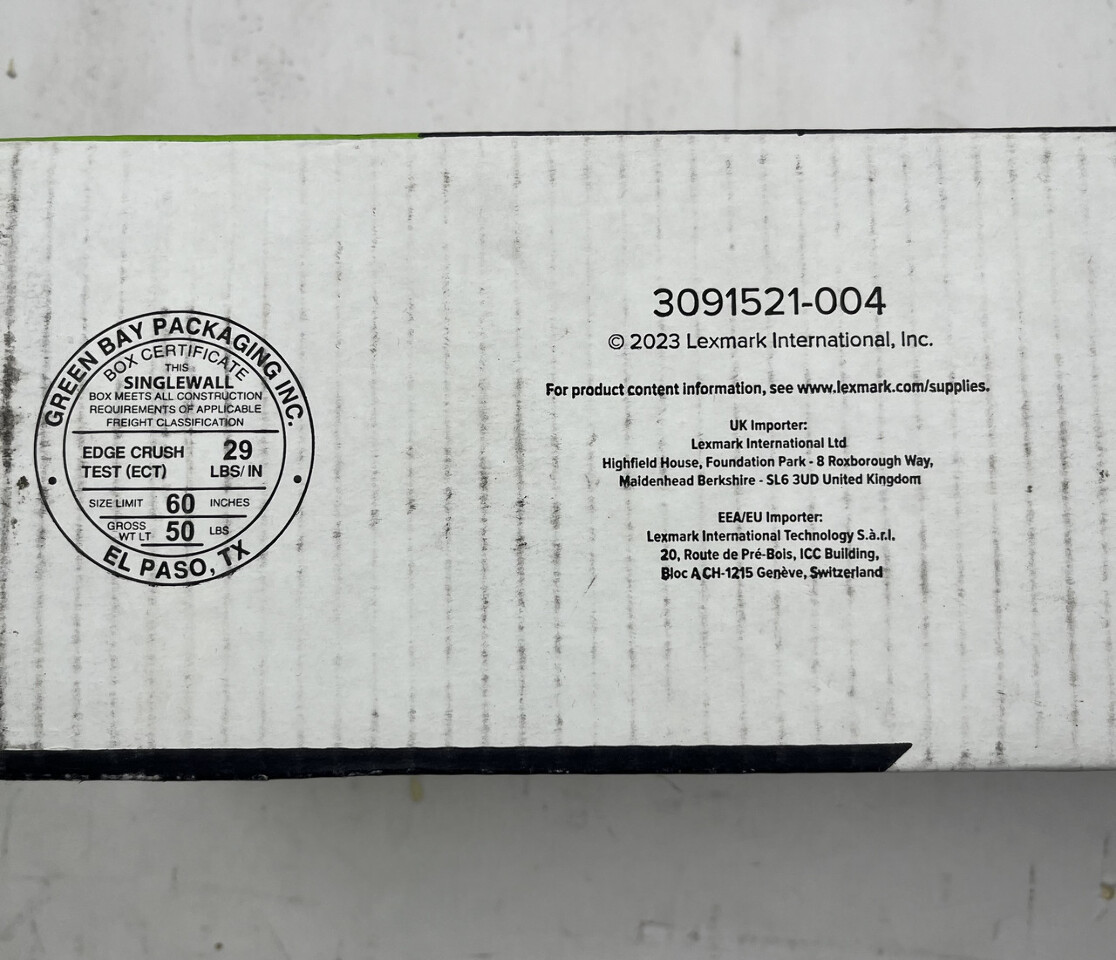 GREEN BAY PACKAGING INC.
BOX CERTIFICATE
THIS
SINGLEWALL
BOX MEETS ALL CONSTRUCTION
REQUIREMENTS OF APPLICABLE
FREIGHT CLASSIFICATION
EDGE CRUSH 29
TEST (ECT) LBS/IN
SIZE LIMIT 60 INCHES
GROSS
WT LT 50 LBS
EL PASO, TX
3091521-004
© 2023 Lexmark International, Inc.
For product content information, see www.lexmark.com/supplies.
UK Importer:
Lexmark International Ltd
Highfield House, Foundation Park - 8 Roxborough Way,
Maidenhead Berkshire - SL6 3UD United Kingdom
EEA/EU Importer:
Lexmark International Technology S.à.r.l.
20, Route de Pré-Bois, ICC Building,
Bloc A CH-1215 Genève, Switzerland